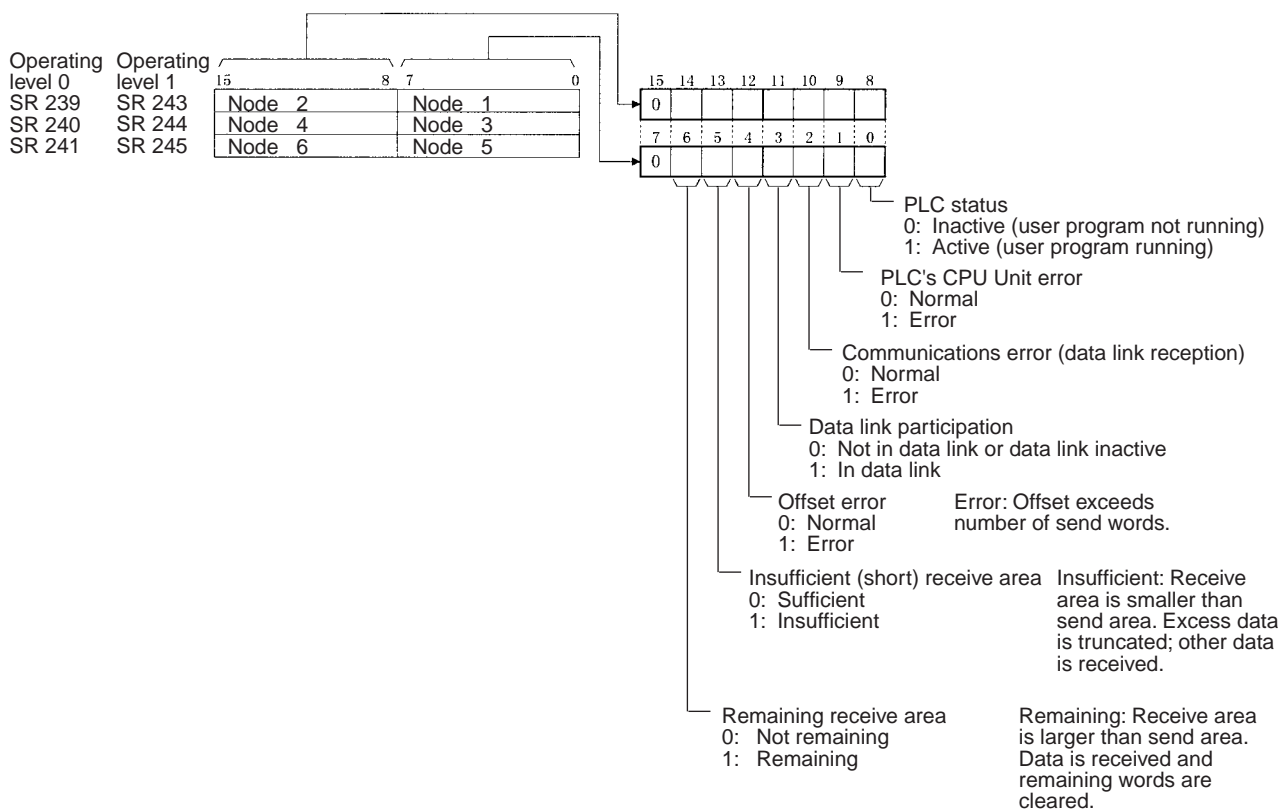 Operating Operating
level 0 level 1 15 8 7 0
SR 239 SR 243 Node 2 Node 1
SR 240 SR 244 Node 4 Node 3
SR 241 SR 245 Node 6 Node 5
15 14 13 12 11 10 9 8
0
7 6 5 4 3 2 1 0
0
PLC status
0: Inactive (user program not running)
1: Active (user program running)
PLC's CPU Unit error
0: Normal
1: Error
Communications error (data link reception)
0: Normal
1: Error
Data link participation
0: Not in data link or data link inactive
1: In data link
Offset error Error: Offset exceeds
0: Normal number of send words.
1: Error
Insufficient (short) receive area Insufficient: Receive
0: Sufficient area is smaller than
1: Insufficient send area. Excess data
is truncated; other data
is received.
Remaining receive area Remaining: Receive area
0: Not remaining is larger than send area.
1: Remaining Data is received and
remaining words are
cleared.